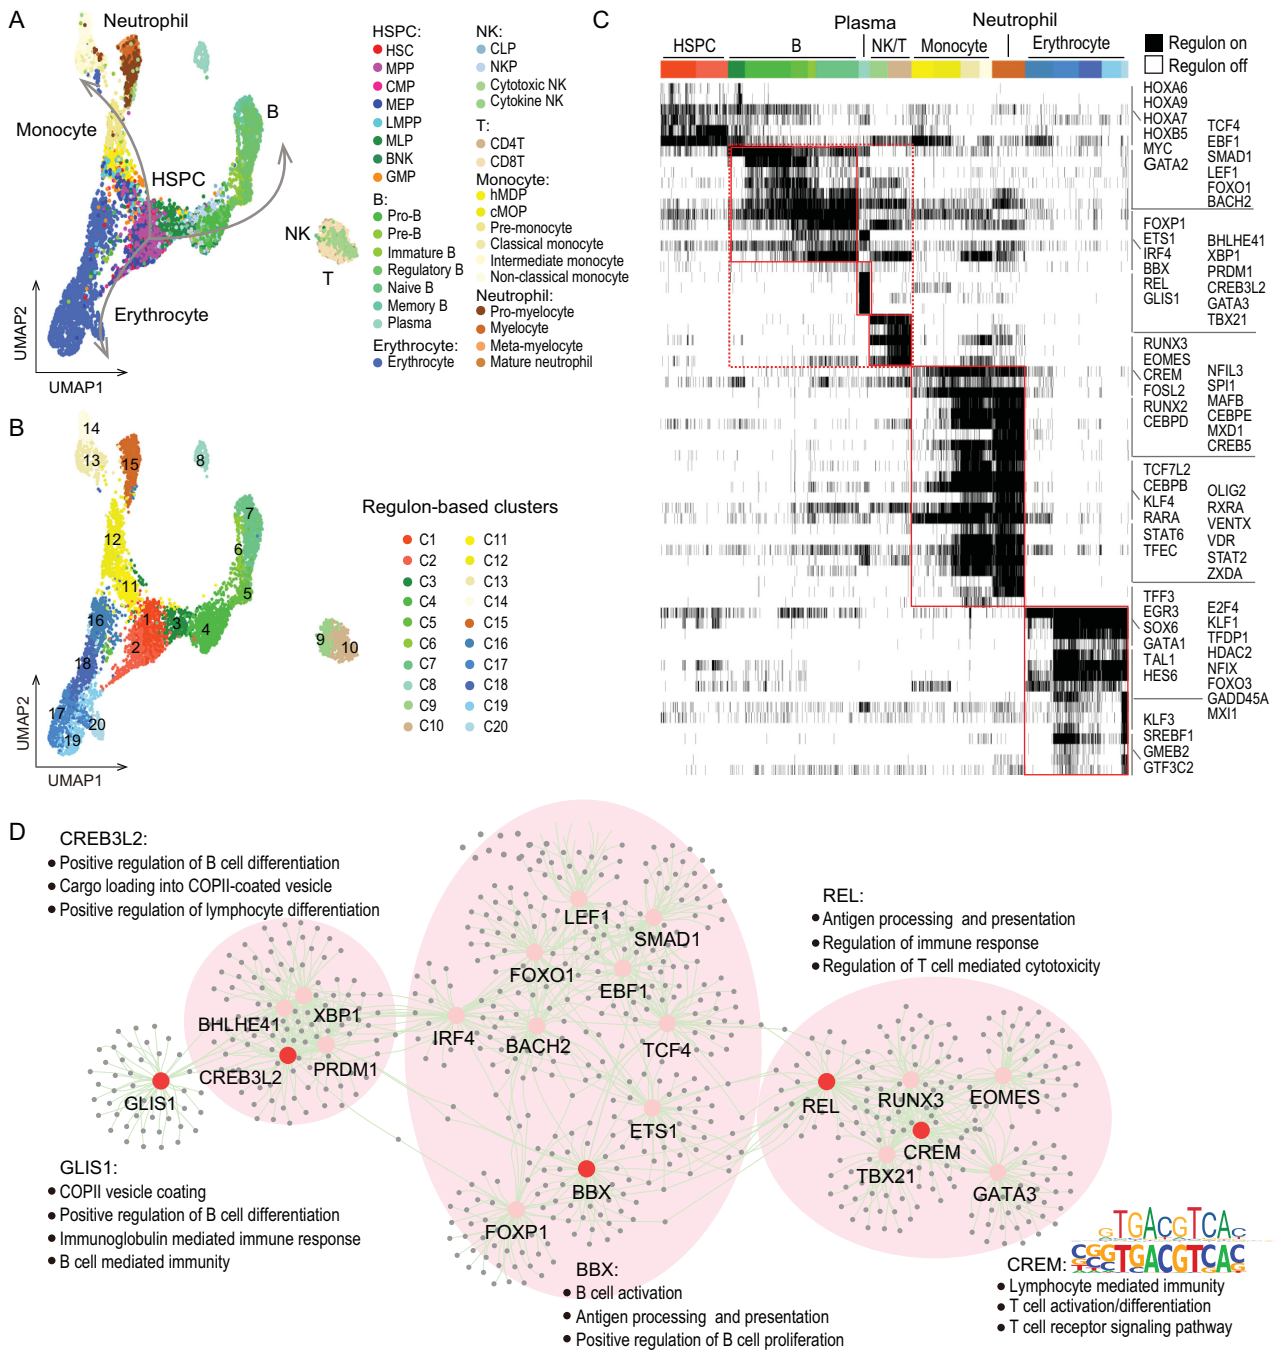 A
Neutrophil
Monocyte
HSPC
B
NK
T
Erythrocyte
UMAP2
UMAP1
HSPC:
HSC
MPP
CMP
MEP
LMPP
MLP
BNK
GMP
B:
Pro-B
Pre-B
Immature B
Regulatory B
Naive B
Memory B
Plasma
Erythrocyte:
Erythrocyte
NK:
CLP
NKP
Cytotoxic NK
Cytokine NK
T:
CD4T
CD8T
Monocyte:
hMDP
cMOP
Pre-monocyte
Classical monocyte
Intermediate monocyte
Non-classical monocyte
Neutrophil:
Pro-myelocyte
Myelocyte
Meta-myelocyte
Mature neutrophil
B
14
13
15
8
7
12
6
11
5
16
1
3
4
2
9
10
18
17
20
19
UMAP2
UMAP1
Regulon-based clusters
C1
C2
C3
C4
C5
C6
C7
C8
C9
C10
C11
C12
C13
C14
C15
C16
C17
C18
C19
C20
C
Plasma
Neutrophil
HSPC
B
NK/T
Monocyte
Erythrocyte
Regulon on
Regulon off
HOXA6
HOXA9
HOXA7
HOXB5
MYC
GATA2
TCF4
EBF1
SMAD1
LEF1
FOXO1
BACH2
FOXP1
ETS1
IRF4
BBX
REL
GLIS1
BHLHE41
XBP1
PRDM1
CREB3L2
GATA3
TBX21
RUNX3
EOMES
CREM
FOSL2
RUNX2
CEBPD
NFIL3
SPI1
MAFB
CEBPE
MXD1
CREB5
TCF7L2
CEBPB
KLF4
RARA
STAT6
TFEC
OLIG2
RXRA
VENTX
VDR
STAT2
ZXDA
TFF3
EGR3
SOX6
GATA1
TAL1
HES6
E2F4
KLF1
TFDP1
HDAC2
NFIX
FOXO3
GADD45A
MXI1
KLF3
SREBF1
GMEB2
GTF3C2
D
CREB3L2:
● Positive regulation of B cell differentiation
● Cargo loading into COPII-coated vesicle
● Positive regulation of lymphocyte differentiation
REL:
● Antigen processing and presentation
● Regulation of immune response
● Regulation of T cell mediated cytotoxicity
LEF1
SMAD1
FOXO1
EBF1
IRF4
BACH2
TCF4
ETS1
BBX
FOXP1
BHLHE41
XBP1
CREB3L2
PRDM1
GLIS1
REL
RUNX3
EOMES
CREM
TBX21
GATA3
GLIS1:
● COPII vesicle coating
● Positive regulation of B cell differentiation
● Immunoglobulin mediated immune response
● B cell mediated immunity
BBX:
● B cell activation
● Antigen processing and presentation
● Positive regulation of B cell proliferation
TGACGTCA
TGACGTCA
CREM:
● Lymphocyte mediated immunity
● T cell activation/differentiation
● T cell receptor signaling pathway